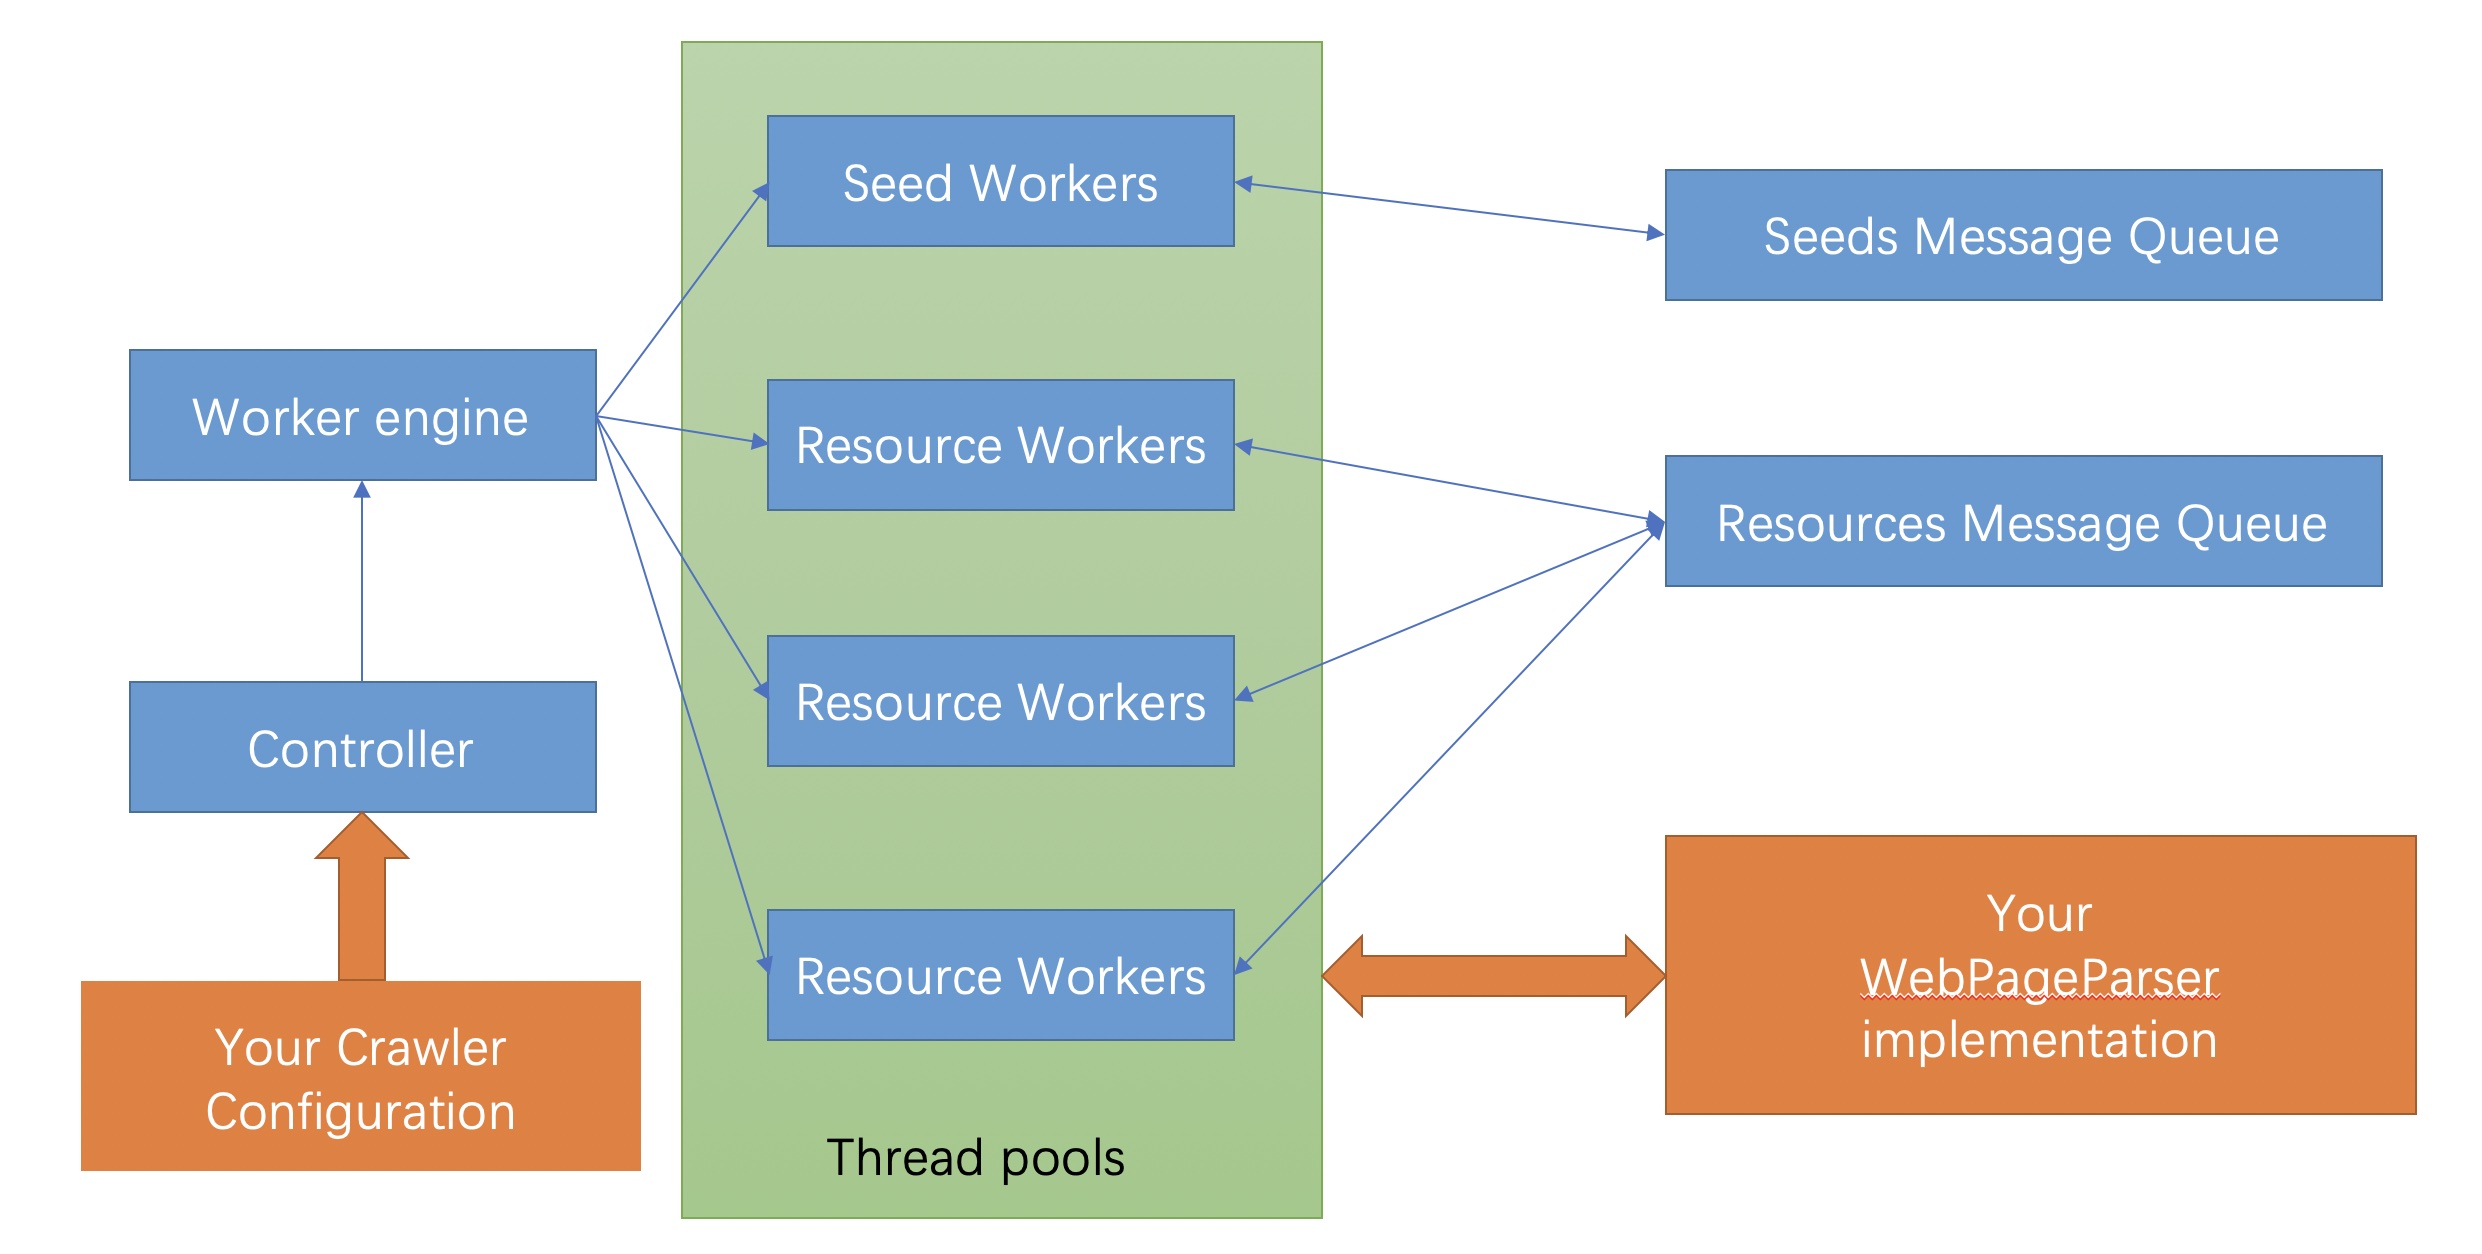 Seed Workers
Seeds Message Queue
Worker engine
Resource Workers
Resources Message Queue
Resource Workers
Controller
Resource Workers
Your
WebPageParser
implementation
Your Crawler
Configuration
Thread pools